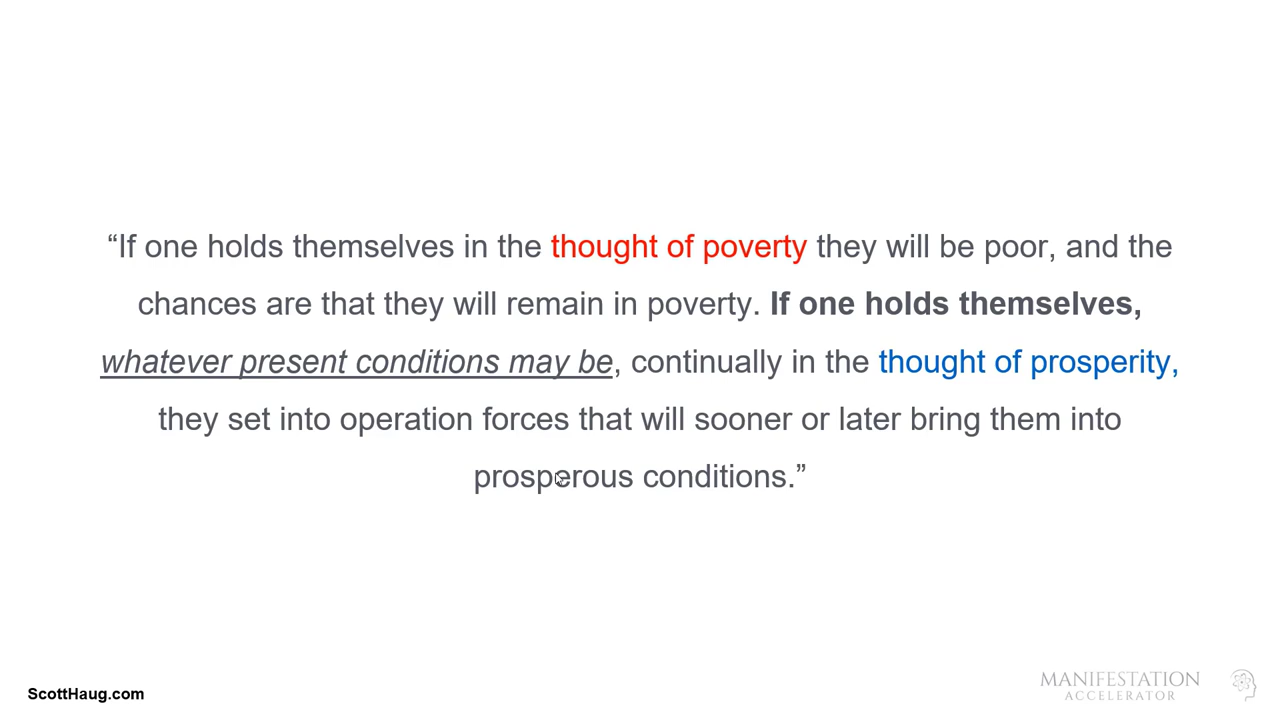 “If one holds themselves in the thought of poverty they will be poor, and the
chances are that they will remain in poverty. If one holds themselves,
whatever present conditions may be, continually in the thought of prosperity,
they set into operation forces that will sooner or later bring them into
prosperous conditions.”
ScottHaug.com
MANIFESTATION
ACCELERATOR